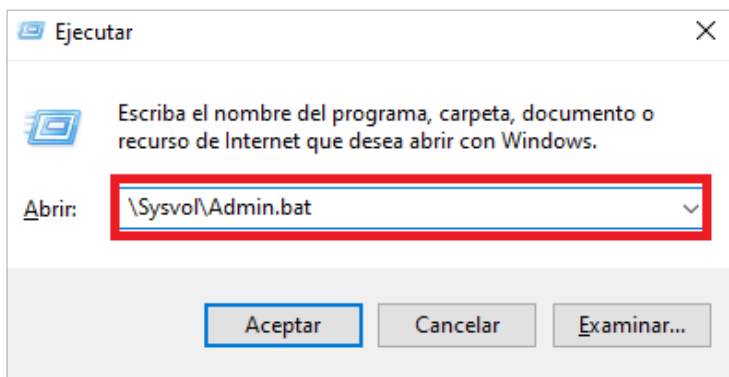 Ejecutar
Escriba el nombre del programa, carpeta, documento o
recurso de Internet que desea abrir con Windows.
Abrir: \Sysvol\Admin.bat
Aceptar Cancelar Examinar...